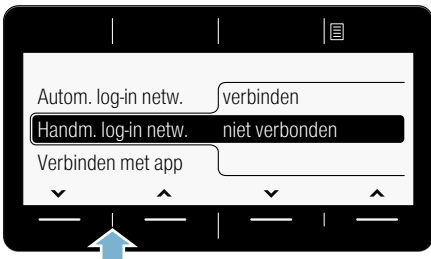 Autom. log-in netw. verbinden
Handm. log-in netw. niet verbonden
Verbinden met app